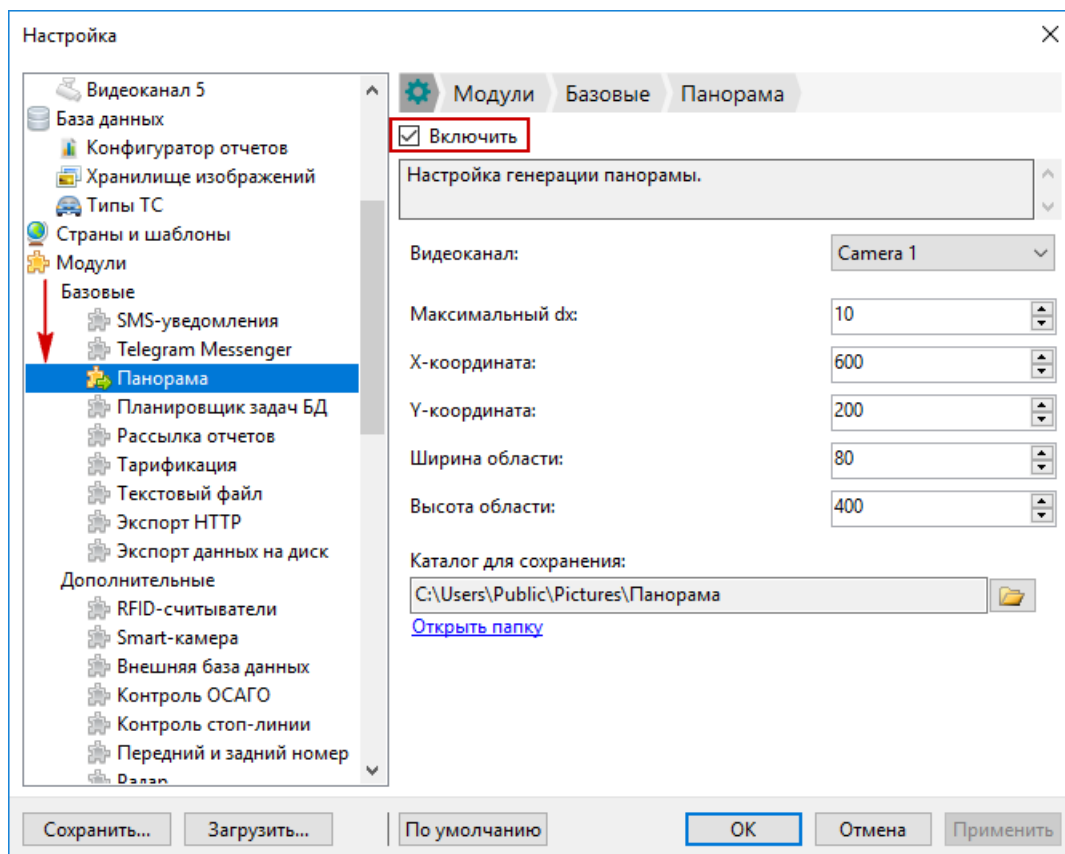 Настройка
Видеоканал 5
База данных
Конфигуратор отчетов
Хранилище изображений
Типы ТС
Страны и шаблоны
Модули
Базовые
SMS-уведомления
Telegram Messenger
Панорама
Планировщик задач БД
Рассылка отчетов
Тарификация
Текстовый файл
Экспорт HTTP
Экспорт данных на диск
Дополнительные
RFID-считыватели
Smart-камера
Внешняя база данных
Контроль ОСАГО
Контроль стоп-линии
Передний и задний номер
Радар
Модули Базовые Панорама
Включить
Настройка генерации панорамы.
Видеоканал: Camera 1
Максимальный dx: 10
X-координата: 600
Y-координата: 200
Ширина области: 80
Высота области: 400
Каталог для сохранения:
C:\Users\Public\Pictures\Панорама
Открыть папку
Сохранить... Загрузить... По умолчанию OK Отмена Применить